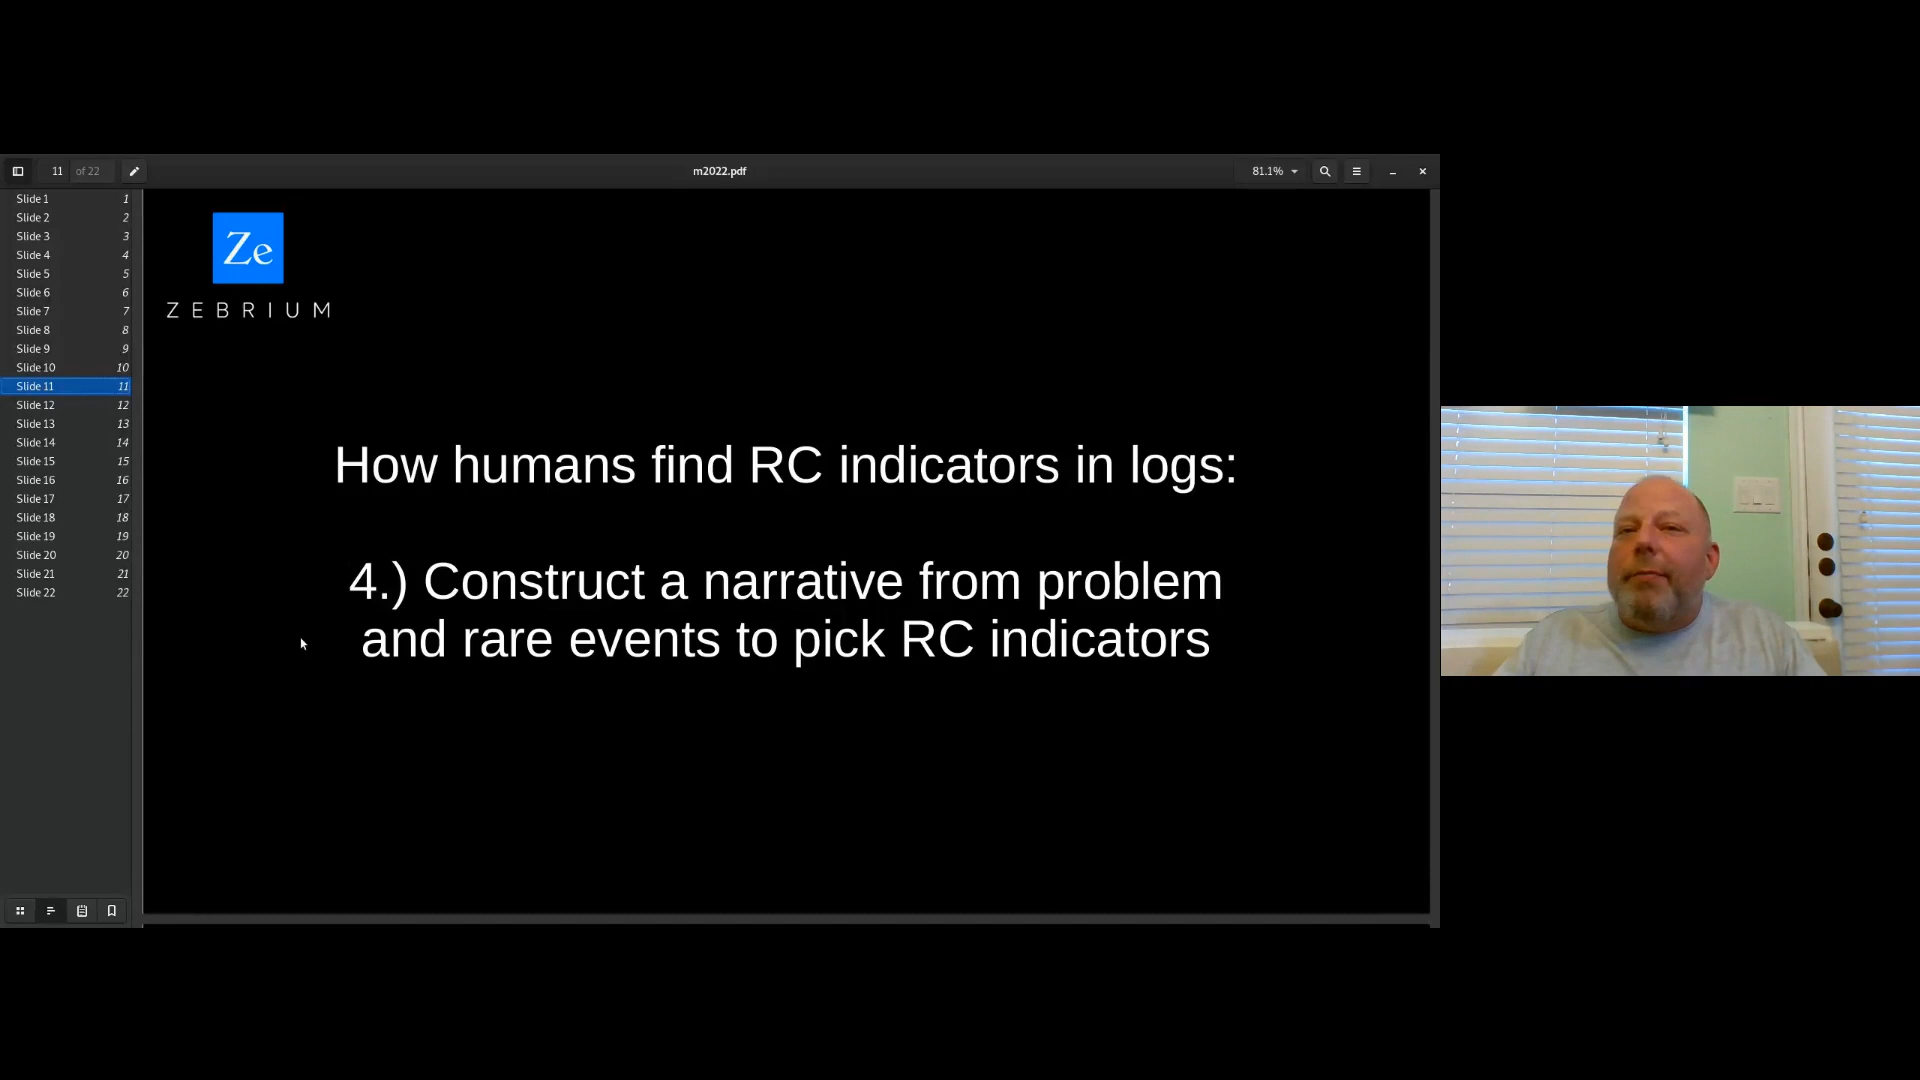 11 of 22
m2022.pdf
81.1%
Slide 1 1
Slide 2 2
Slide 3 3
Slide 4 4
Slide 5 5
Slide 6 6
Slide 7 7
Slide 8 8
Slide 9 9
Slide 10 10
Slide 11 11
Slide 12 12
Slide 13 13
Slide 14 14
Slide 15 15
Slide 16 16
Slide 17 17
Slide 18 18
Slide 19 19
Slide 20 20
Slide 21 21
Slide 22 22
Ze
ZEBRIUM
How humans find RC indicators in logs:
4.) Construct a narrative from problem
and rare events to pick RC indicators